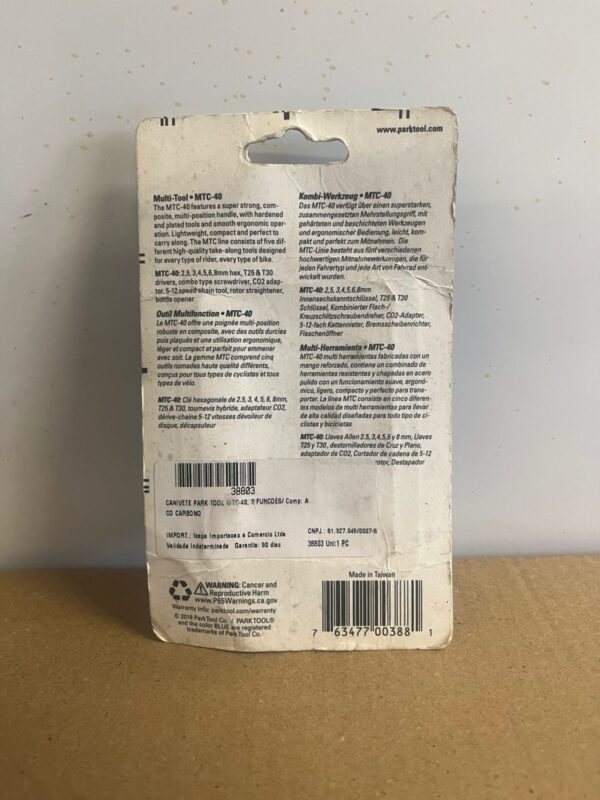 www.parktool.com
Multi-Tool • MTC-40
The MTC-40 features a super strong, com-
posite, multi-position handle, with hardened
and plated tools and smooth ergonomic oper-
ation. Lightweight, compact and perfect to
carry along. The MTC line consists of five dif-
ferent high-quality take-along tools designed
for every type of rider, every type of bike.
MTC-40: 2.5, 3,4,5,6,8mm hex, T25 & T30
drivers, combo type screwdriver, CO2 adap-
ter, 5-12 speed chain tool, rotor straightener,
bottle opener
Outil Multifonction • MTC-40
Le MTC-40 offre une poignée multi-position
robuste en composite, avec des outils durcies
puis plaquée et une utilisation ergonomique,
léger et compact et parfait pour emmener
avec soit. La gamme MTC comprend cinq
outils nomades haute qualité différents,
conçus pour tous types de cyclistes et tous
types de vélo.
MTC-40: Clé hexagonale de 2.5, 3, 4, 5, 6, 8mm,
T25 & T30, tournevis hybride, adaptateur CO2,
dérive-chaine 5-12 vitesses dévoileur de
disque, décapsuleur
Kombi-Werkzeug • MTC-40
Das MTC-40 verfügt über einen superstarken,
zusammengesetzten Mehrstellungsgriff, mit
gehärteten und beschichteten Werkzeugen
und ergonomischer Bedienung, leicht, kom-
pakt und perfekt zum Mitnehmen. Die
MTC-Linie besteht aus fünf verschiedenen
hochwertigen Mitnahmewerkzeugen, die für
jeden Fahrertyp und jede Art von Fahrrad ent-
wickelt wurden.
MTC-40: 2.5, 3,4,5,6,8mm
Innensechskanntschlüssel, T25 & T30
Schlüssel, Kombinierter Flach-/
Kreuzschlitzschraubendreher, CO2-Adapter,
5-12-fach Kettennieter, Bremsscheibenrichter,
Flaschenöffner
Multi-Herramienta • MTC-40
MTC-40 multi herramientas fabricadas con un
mango reforzado, contiene un combinado de
herramientas resistentes y chapadas en acero
pulido con un funcionamiento suave, ergonó-
mico, ligero, compacto y perfecto para trans-
porter. La linea MTC consiste en cinco diferen-
tes modelos de multi herramientas para llevar
de alta calidad diseñadas para todo tipo de ci-
clistas y bicicletas
MTC-40: Llaves Allen 2.5, 3,4,5,6 y 8 mm, Llaves
T25 y T30 , destornilladores de Cruz y Plano,
adaptador de CO2, Cortador de cadena de 5-12
rotor, Destapador
38803
CANIVETE PARK TOOL MTC-40, 7 FUNCOES/ Comp: A
CO CARBONO
IMPORT.: Isapa Importacao e Comercio Ltda
CNPJ.: 61.327.045/0007-5
Validade Indeterminada Garantia: 90 dias
38803 Uni:1 PC
Made in Taiwan
WARNING: Cancer and
Reproductive Harm
www.P65Warnings.ca.gov
Warranty Info: parktool.com/warranty
© 2018 Park Tool Co. / PARK TOOL®
and the color BLUE are registered
trademarks of Park Tool Co.
7 63477 00388 1